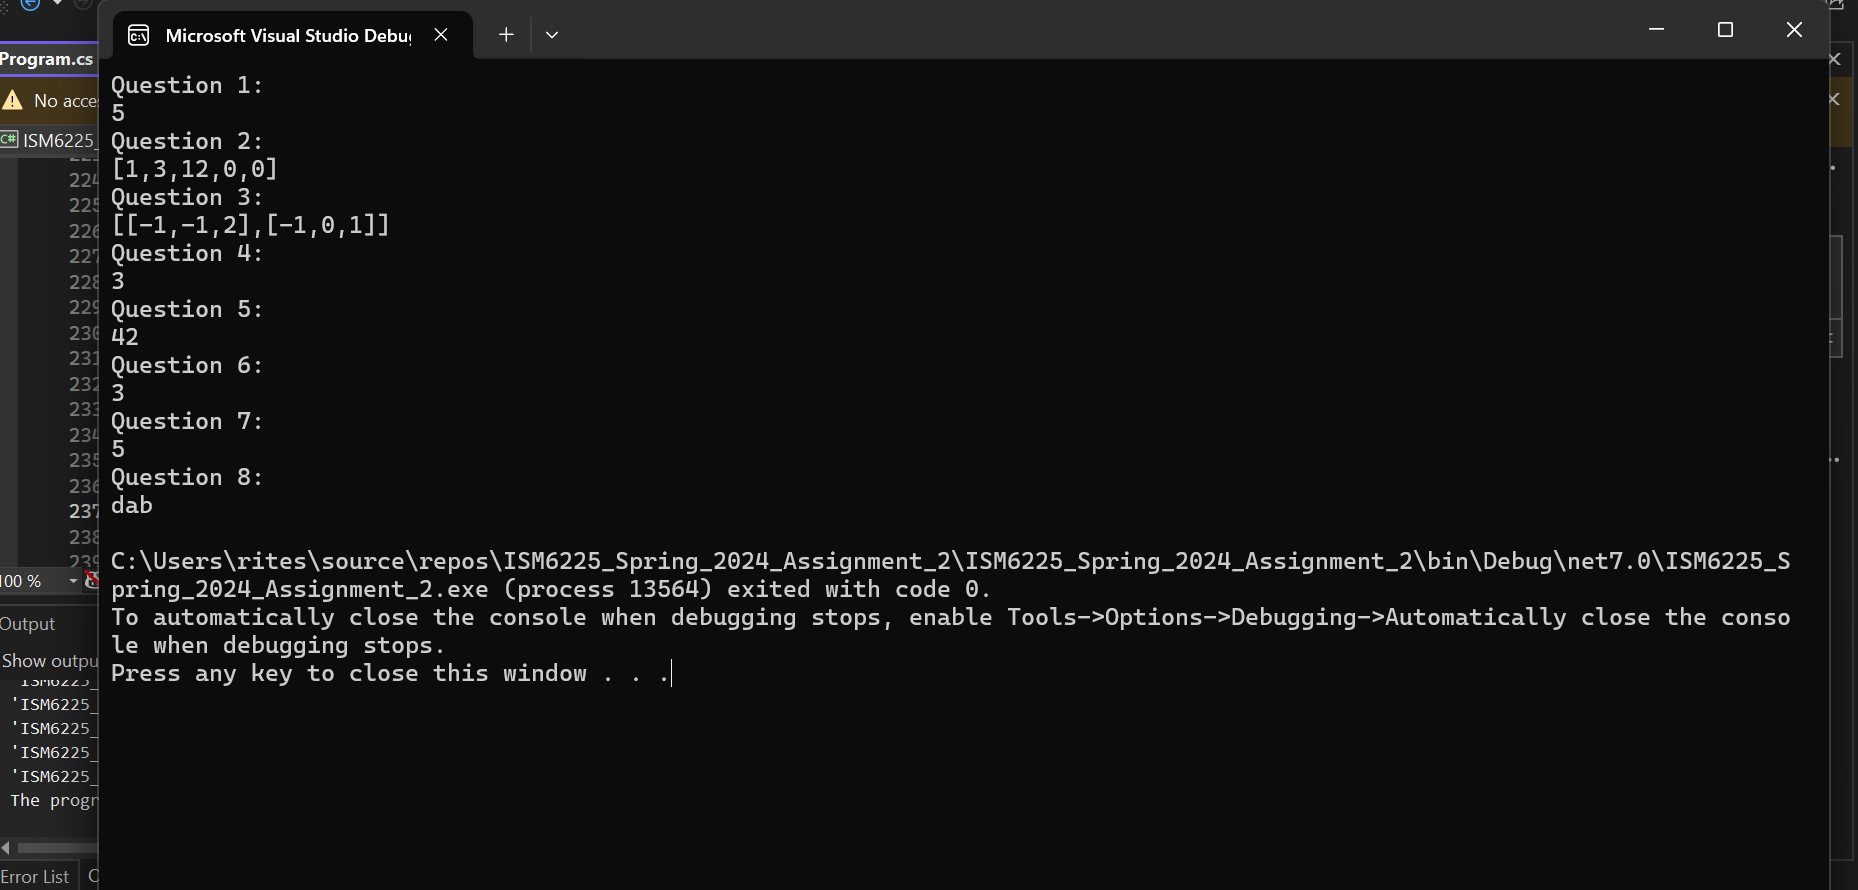 Microsoft Visual Studio Debu
Program.cs
No acce
C# ISM6225_
Question 1:
5
Question 2:
[1,3,12,0,0]
Question 3:
[[-1,-1,2],[-1,0,1]]
Question 4:
3
Question 5:
42
Question 6:
3
Question 7:
5
Question 8:
dab
C:\Users\rites\source\repos\ISM6225_Spring_2024_Assignment_2\ISM6225_Spring_2024_Assignment_2\bin\Debug\net7.0\ISM6225_S
pring_2024_Assignment_2.exe (process 13564) exited with code 0.
To automatically close the console when debugging stops, enable Tools->Options->Debugging->Automatically close the conso
le when debugging stops.
Press any key to close this window . . .
224
225
226
227
228
229
230
231
232
233
234
235
236
237
238
239
100 %
Output
Show outpu
'ISM6225_
'ISM6225_
'ISM6225_
'ISM6225_
'ISM6225_
The progr
Error List